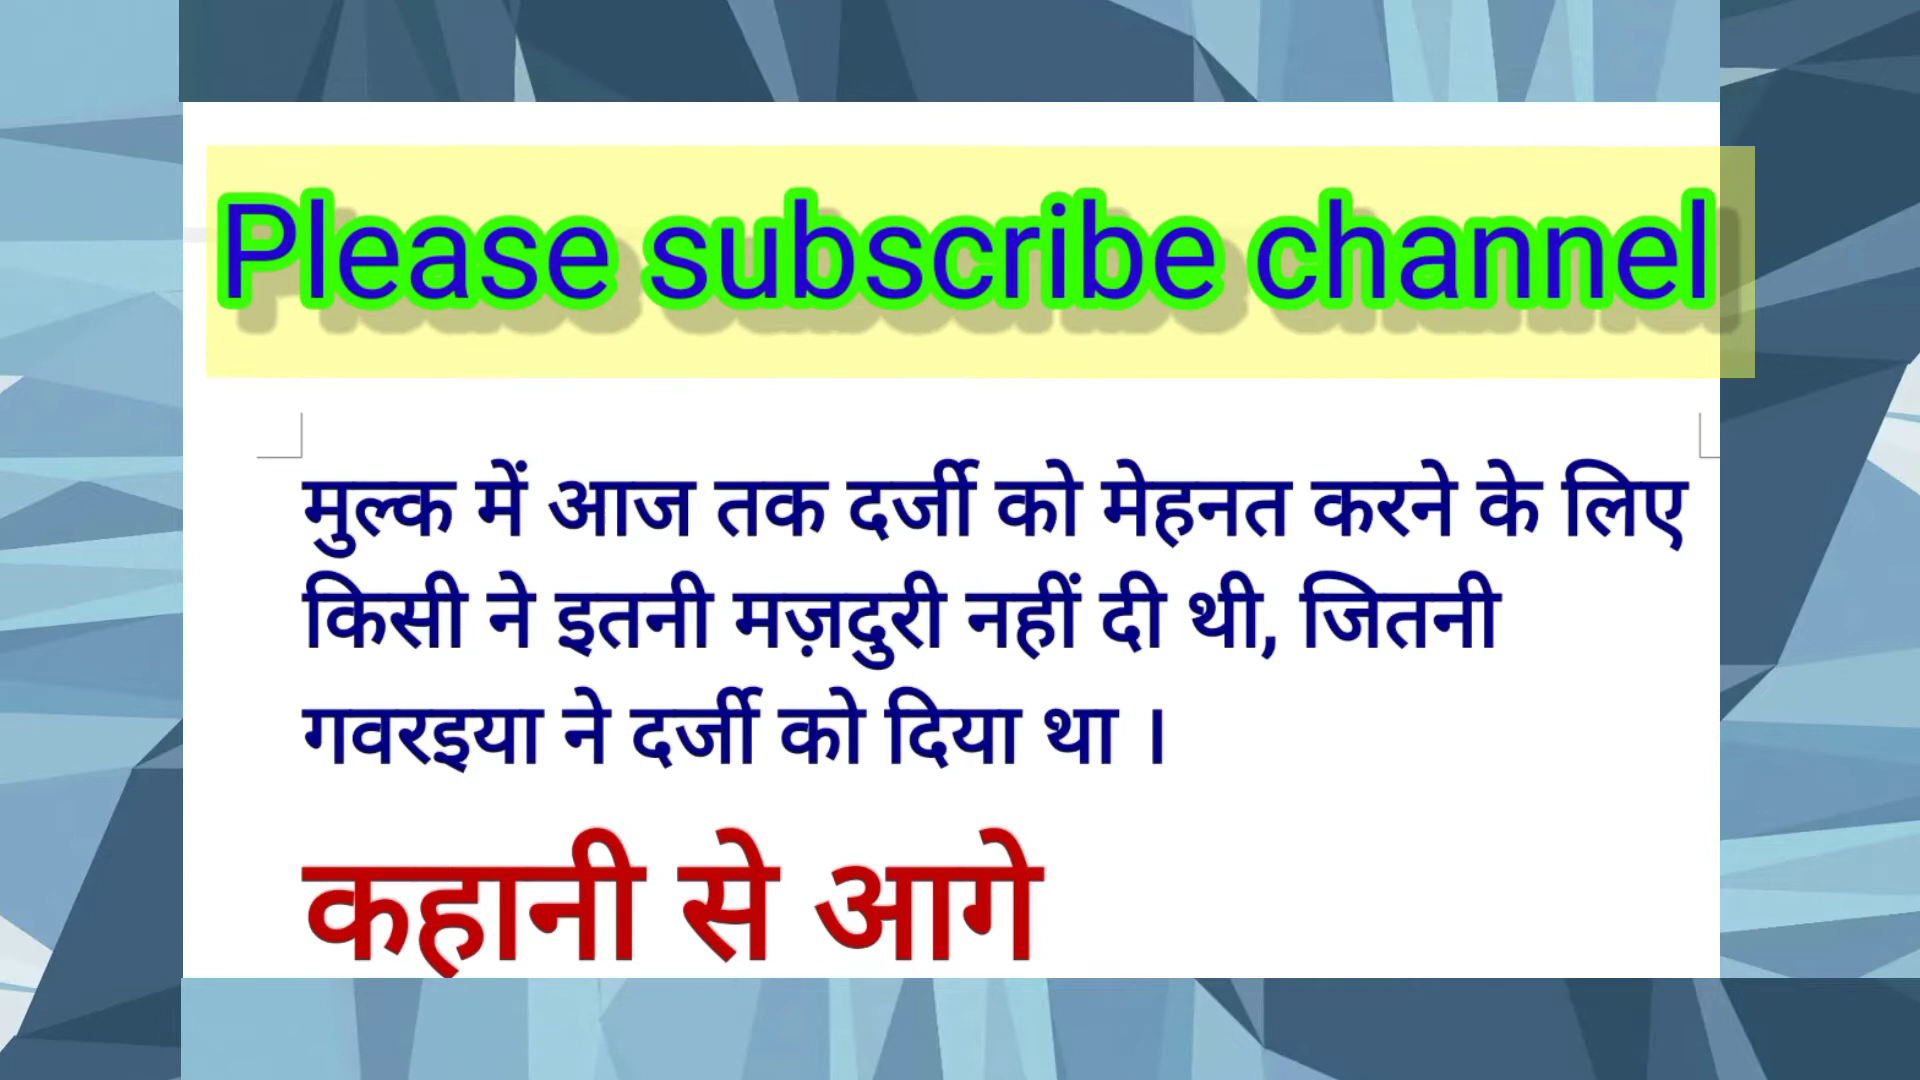 Please subscribe channel
मुल्क में आज तक दर्जी को मेहनत करने के लिए
किसी ने इतनी मज़दुरी नहीं दी थी, जितनी
गवरइया ने दर्जी को दिया था ।
कहानी से आगे